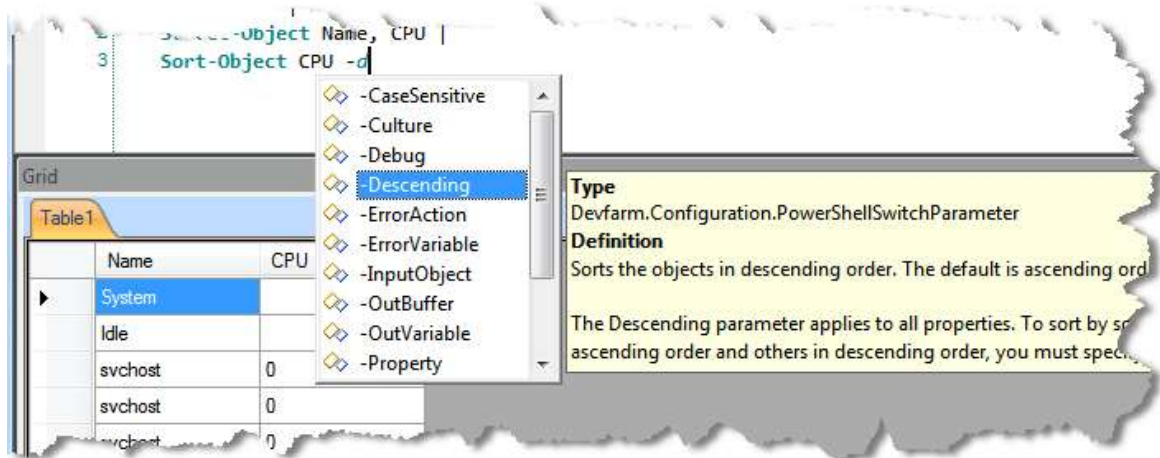 2 -Object Name, CPU |
3 Sort-Object CPU -d
-CaseSensitive
-Culture
-Debug
-Descending
-ErrorAction
-ErrorVariable
-InputObject
-OutBuffer
-OutVariable
-Property
Type
Devfarm.Configuration.PowerShellSwitchParameter
Definition
Sorts the objects in descending order. The default is ascending ord
The Descending parameter applies to all properties. To sort by
ascending order and others in descending order, you must
Grid
Table1
Name CPU
System
Idle
svchost 0
svchost 0
svchost 0